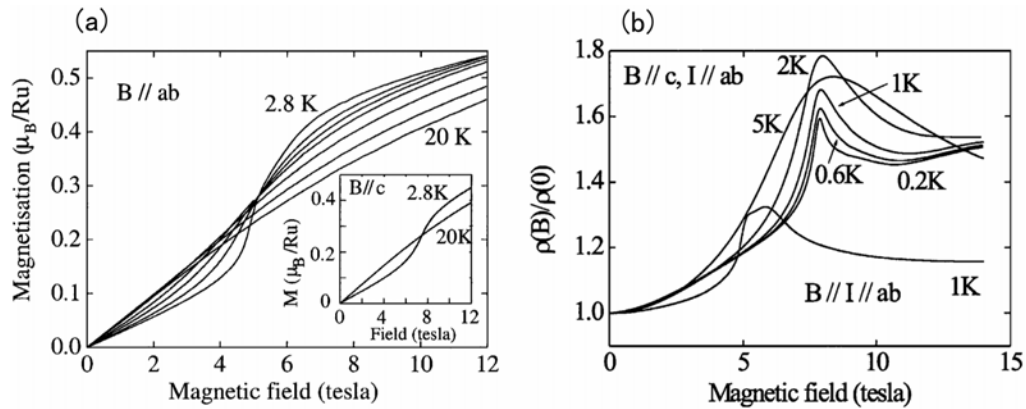 (a)
B // ab
2.8 K
20 K
Magnetisation (μB/Ru)
0.5
0.4
0.3
0.2
0.1
0.0
0 2 4 6 8 10 12
Magnetic field (tesla)
B//c
2.8K
20K
M (μB/Ru)
0.4
0.2
0
0 4 8 12
Field (tesla)
(b)
B // c, I // ab
2K
1K
5K
0.6K
0.2K
B // I // ab
1K
ρ(B)/ρ(0)
1.8
1.6
1.4
1.2
1.0
0 5 10 15
Magnetic field (tesla)